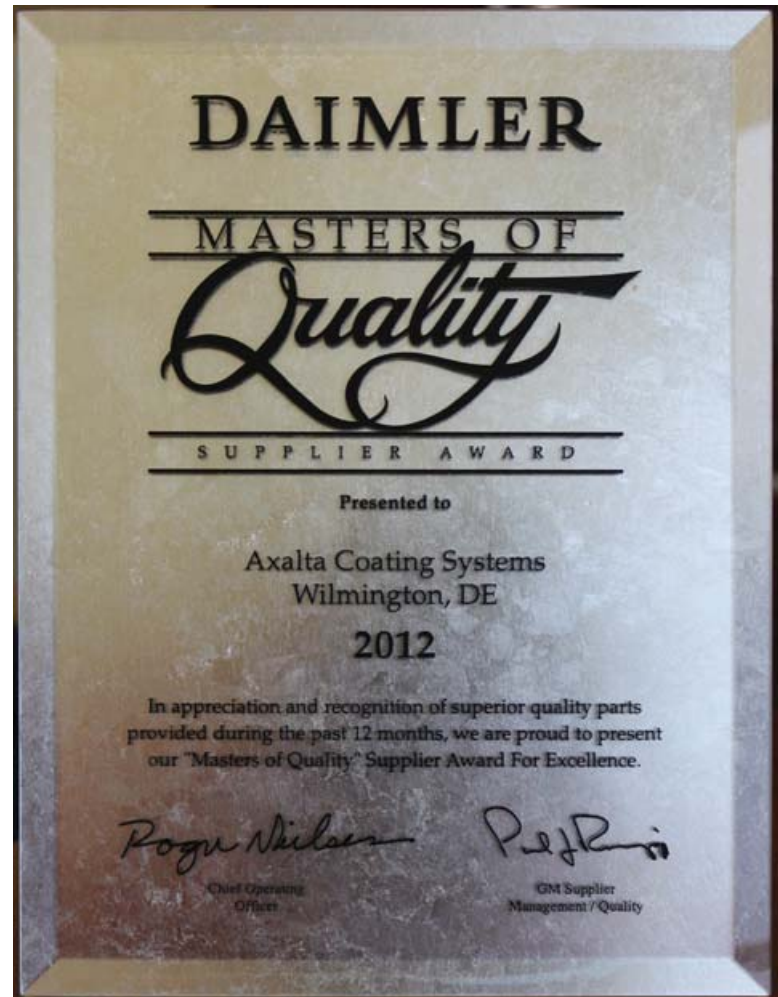 DAIMLER
MASTERS OF
Quality
SUPPLIER AWARD
Presented to
Axalta Coating Systems
Wilmington, DE
2012
In appreciation and recognition of superior quality parts
provided during the past 12 months, we are proud to present
our "Masters of Quality" Supplier Award For Excellence.
Roger Nielsen
Chief Operating
Officer
GM Supplier
Management / Quality